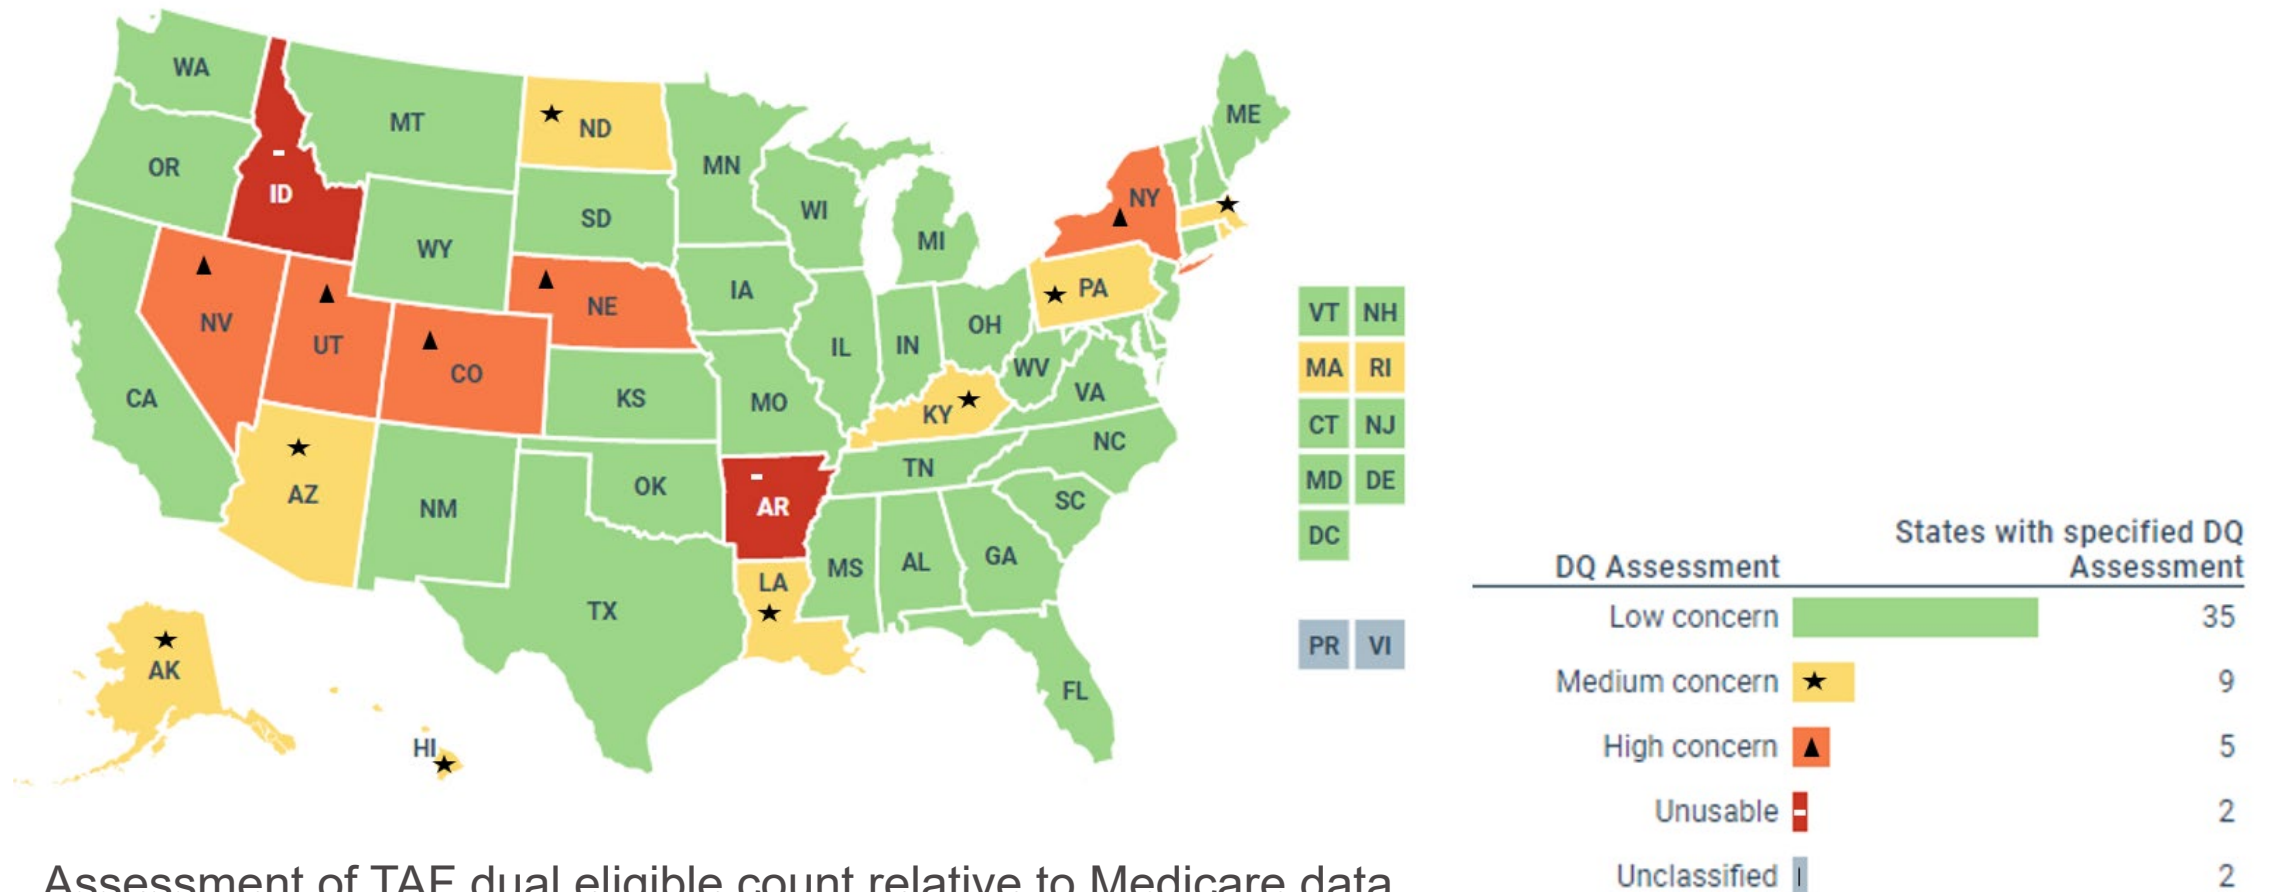 WA
MT
ND
ME
OR
ID
MN
NY
SD
WI
WY
MI
NV
NE
IA
PA
UT
CO
IL
IN
OH
WV
VA
CA
KS
MO
KY
NC
AZ
NM
OK
AR
TN
SC
MS
AL
GA
LA
TX
FL
AK
HI
VT NH
MA RI
CT NJ
MD DE
DC
PR VI
States with specified DQ
DQ Assessment Assessment
Low concern 35
Medium concern 9
High concern 5
Unusable 2
Unclassified 2
Assessment of TAF dual eligible count relative to Medicare data